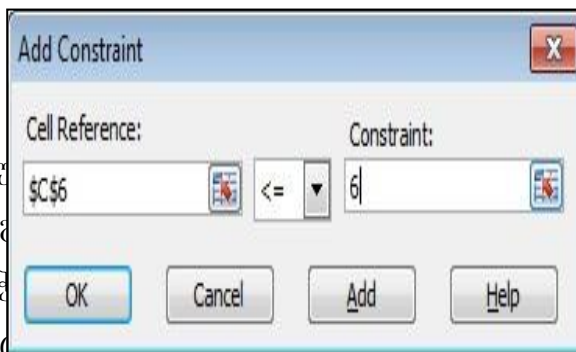 Add Constraint
Cell Reference: Constraint:
$C$6 <= 6
OK Cancel Add Help